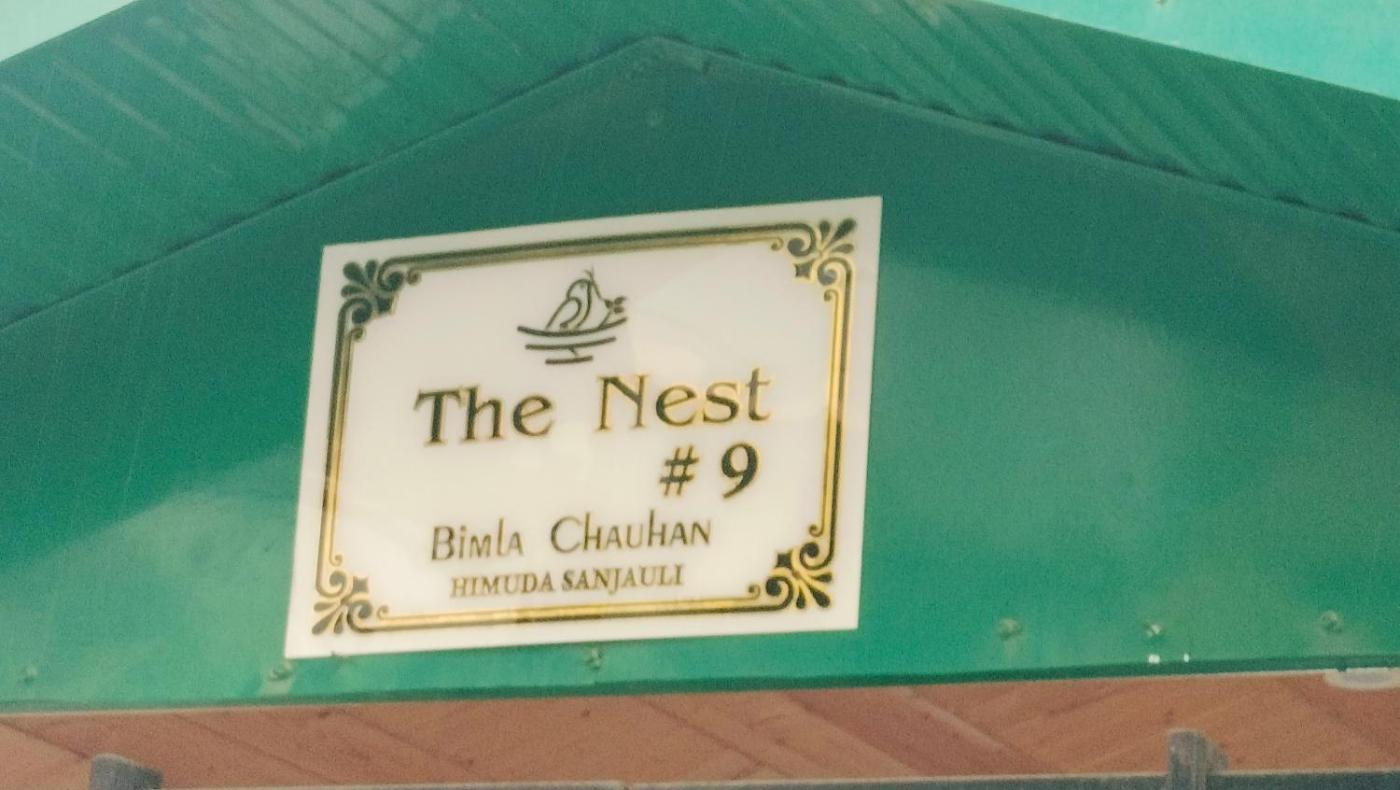 The Nest
# 9
Bimla Chauhan
HIMUDA SANJAULI